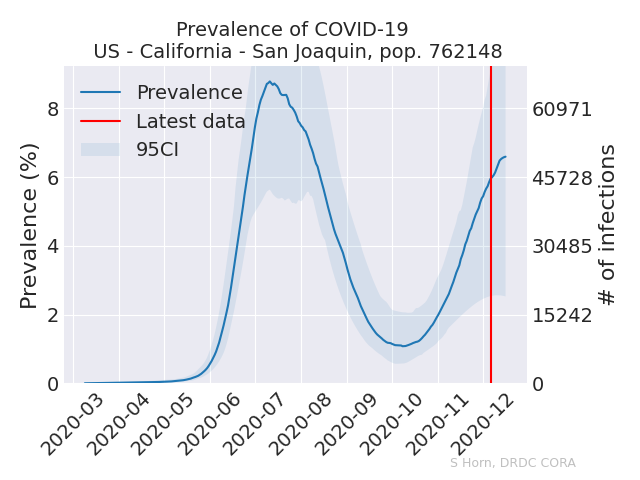 Prevalence of COVID-19
US - California - San Joaquin, pop. 762148
Prevalence
Latest data
95CI
Prevalence (%)
8
6
4
2
0
60971
45728
30485
15242
0
# of infections
2020-03
2020-04
2020-05
2020-06
2020-07
2020-08
2020-09
2020-10
2020-11
2020-12
S Horn, DRDC CORA